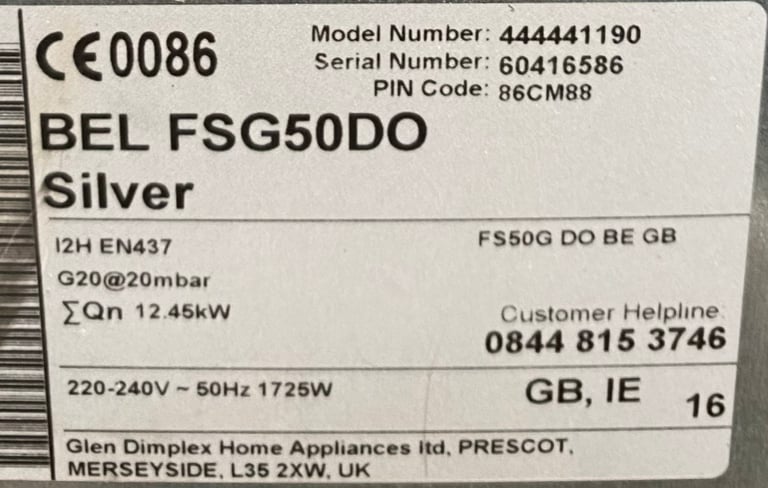 CE0086
Model Number: 444441190
Serial Number: 60416586
PIN Code: 86CM88
BEL FSG50DO
Silver
I2H EN437
FS50G DO BE GB
G20@20mbar
∑Qn 12.45kW
Customer Helpline:
0844 815 3746
220-240V ~ 50Hz 1725W
GB, IE
16
Glen Dimplex Home Appliances ltd, PRESCOT,
MERSEYSIDE, L35 2XW, UK